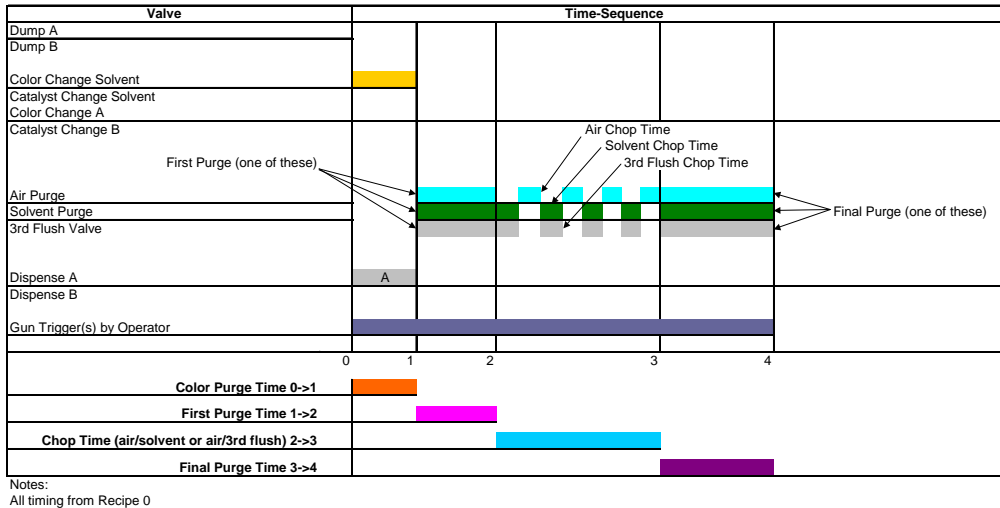 Valve Time-Sequence
Dump A
Dump B
Color Change Solvent
Catalyst Change Solvent
Color Change A
Catalyst Change B
Air Chop Time
Solvent Chop Time
First Purge (one of these)
3rd Flush Chop Time
Air Purge
Solvent Purge
Final Purge (one of these)
3rd Flush Valve
Dispense A
A
Dispense B
Gun Trigger(s) by Operator
0 1 2 3 4
Color Purge Time 0->1
First Purge Time 1->2
Chop Time (air/solvent or air/3rd flush) 2->3
Final Purge Time 3->4
Notes:
All timing from Recipe 0